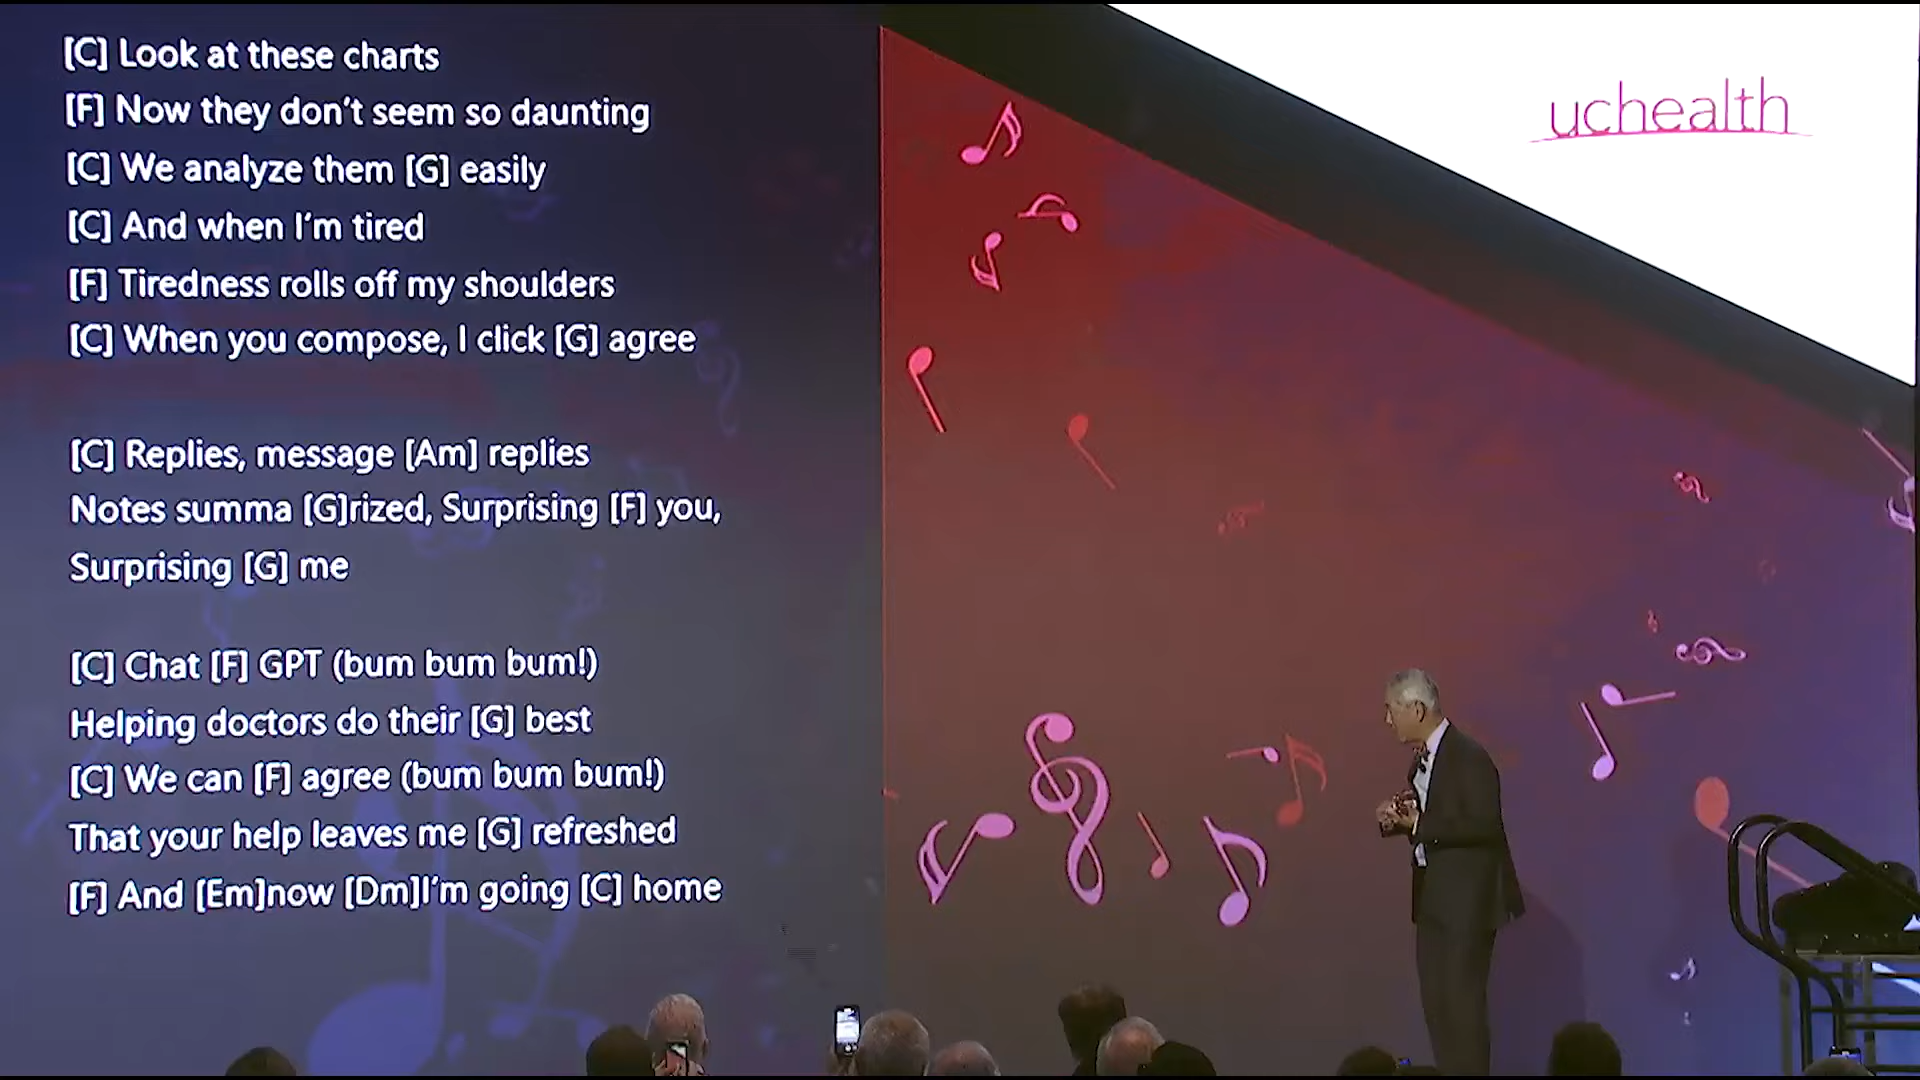 [C] Look at these charts
[F] Now they don't seem so daunting
[C] We analyze them [G] easily
[C] And when I'm tired
[F] Tiredness rolls off my shoulders
[C] When you compose, I click [G] agree
[C] Replies, message [Am] replies
Notes summa [G]rized, Surprising [F] you,
Surprising [G] me
[C] Chat [F] GPT (bum bum bum!)
Helping doctors do their [G] best
[C] We can [F] agree (bum bum bum!)
That your help leaves me [G] refreshed
[F] And [Em]now [Dm]I'm going [C] home
uchealth